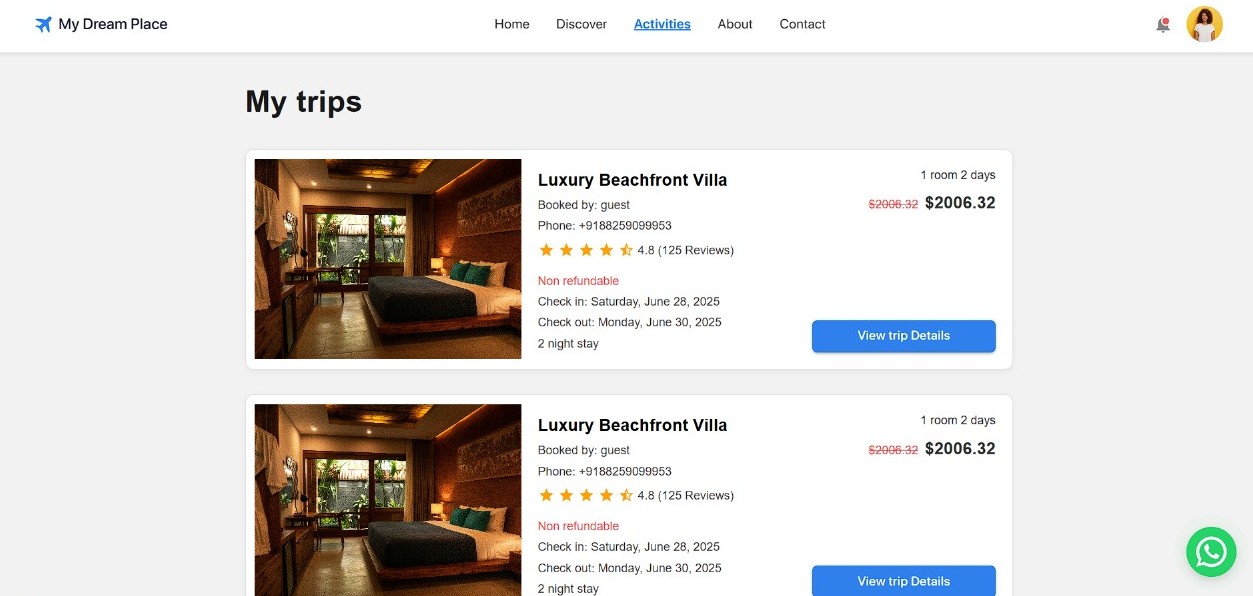 My Dream Place
Home Discover Activities About Contact
My trips
Luxury Beachfront Villa
1 room 2 days
Booked by: guest
$2006.32 $2006.32
Phone: +9188259099953
4.8 (125 Reviews)
Non refundable
Check in: Saturday, June 28, 2025
Check out: Monday, June 30, 2025
View trip Details
2 night stay
Luxury Beachfront Villa
1 room 2 days
Booked by: guest
$2006.32 $2006.32
Phone: +9188259099953
4.8 (125 Reviews)
Non refundable
Check in: Saturday, June 28, 2025
Check out: Monday, June 30, 2025
View trip Details
2 night stay